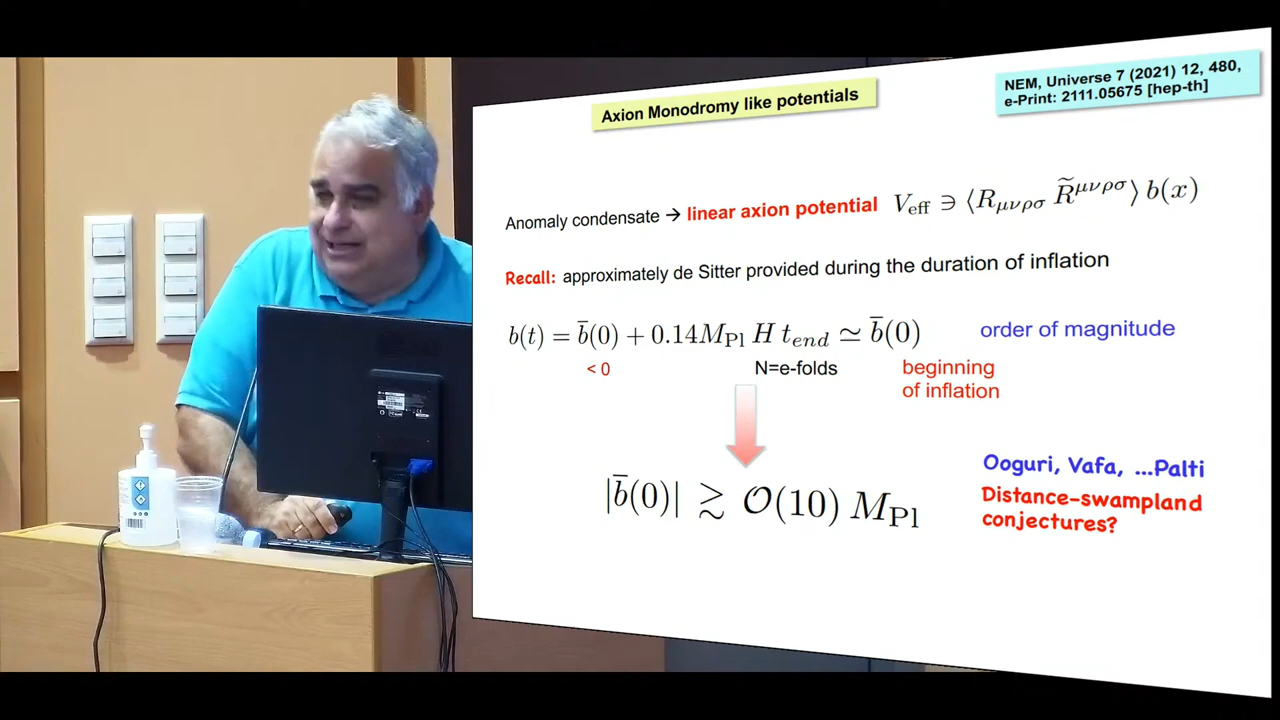 Axion Monodromy like potentials
NEM, Universe 7 (2021) 12, 480,
e-Print: 2111.05675 [hep-th]
Anomaly condensate → linear axion potential V_eff ∋ ⟨R_{μνρσ} R̃^{μνρσ}⟩ b(x)
Recall: approximately de Sitter provided during the duration of inflation
b(t) = b̄(0) + 0.14M_Pl H t_end ≃ b̄(0) order of magnitude
< 0 N=e-folds beginning
of inflation
Ooguri, Vafa, ...Palti
|b̄(0)| ≳ O(10) M_Pl
Distance-swampland
conjectures?